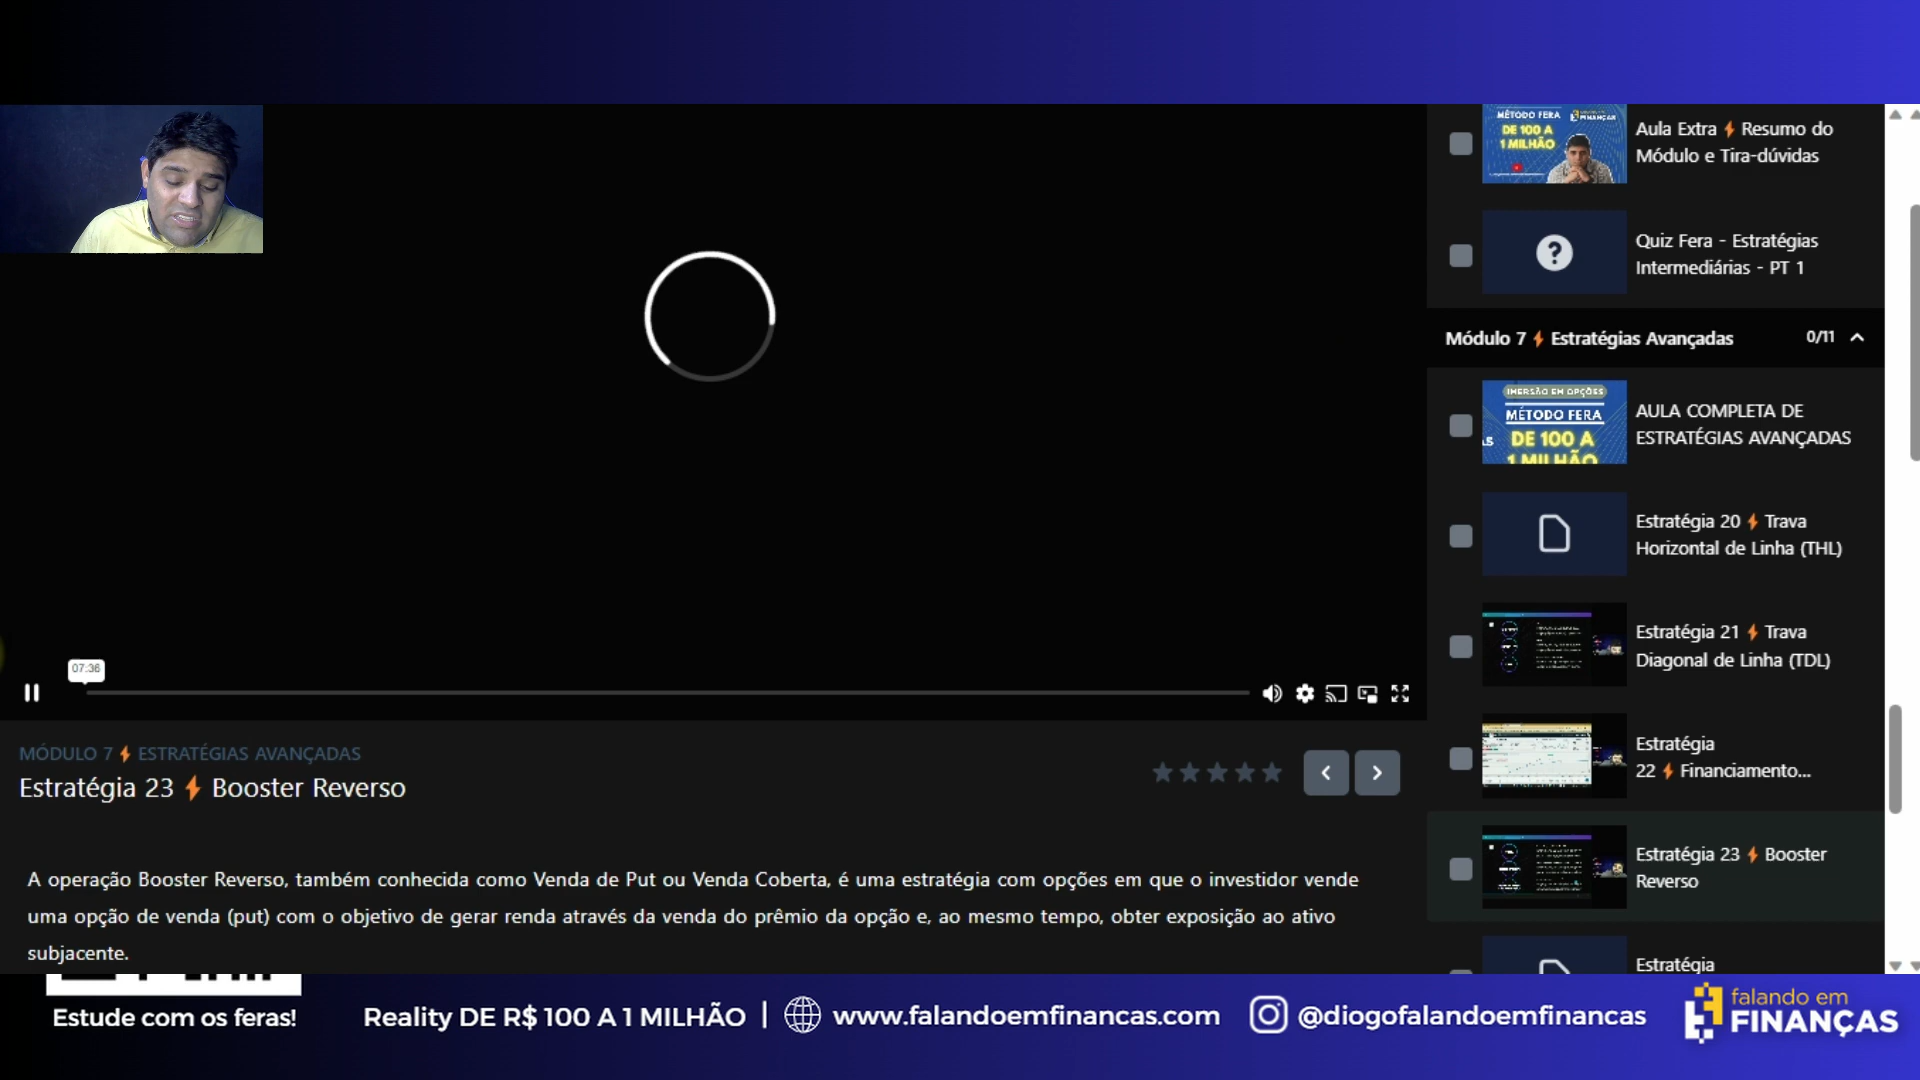 MÉTODO FERA
FINANÇAS
DE 100 A
1 MILHÃO
Aula Extra ⚡ Resumo do
Módulo e Tira-dúvidas
?
Quiz Fera - Estratégias
Intermediárias - PT 1
Módulo 7 ⚡ Estratégias Avançadas 0/11
IMERSÃO EM OPÇÕES
MÉTODO FERA
DE 100 A
1 MILHÃO
AULA COMPLETA DE
ESTRATÉGIAS AVANÇADAS
Estratégia 20 ⚡ Trava
Horizontal de Linha (THL)
Estratégia 21 ⚡ Trava
Diagonal de Linha (TDL)
Estratégia
22 ⚡ Financiamento...
Estratégia 23 ⚡ Booster
Reverso
Estratégia
07:36
MÓDULO 7 ⚡ ESTRATÉGIAS AVANÇADAS
Estratégia 23 ⚡ Booster Reverso
A operação Booster Reverso, também conhecida como Venda de Put ou Venda Coberta, é uma estratégia com opções em que o investidor vende
uma opção de venda (put) com o objetivo de gerar renda através da venda do prêmio da opção e, ao mesmo tempo, obter exposição ao ativo
subjacente.
Estude com os feras!
Reality DE R$ 100 A 1 MILHÃO | www.falandoemfinancas.com @diogofalandoemfinancas
falando em
FINANÇAS